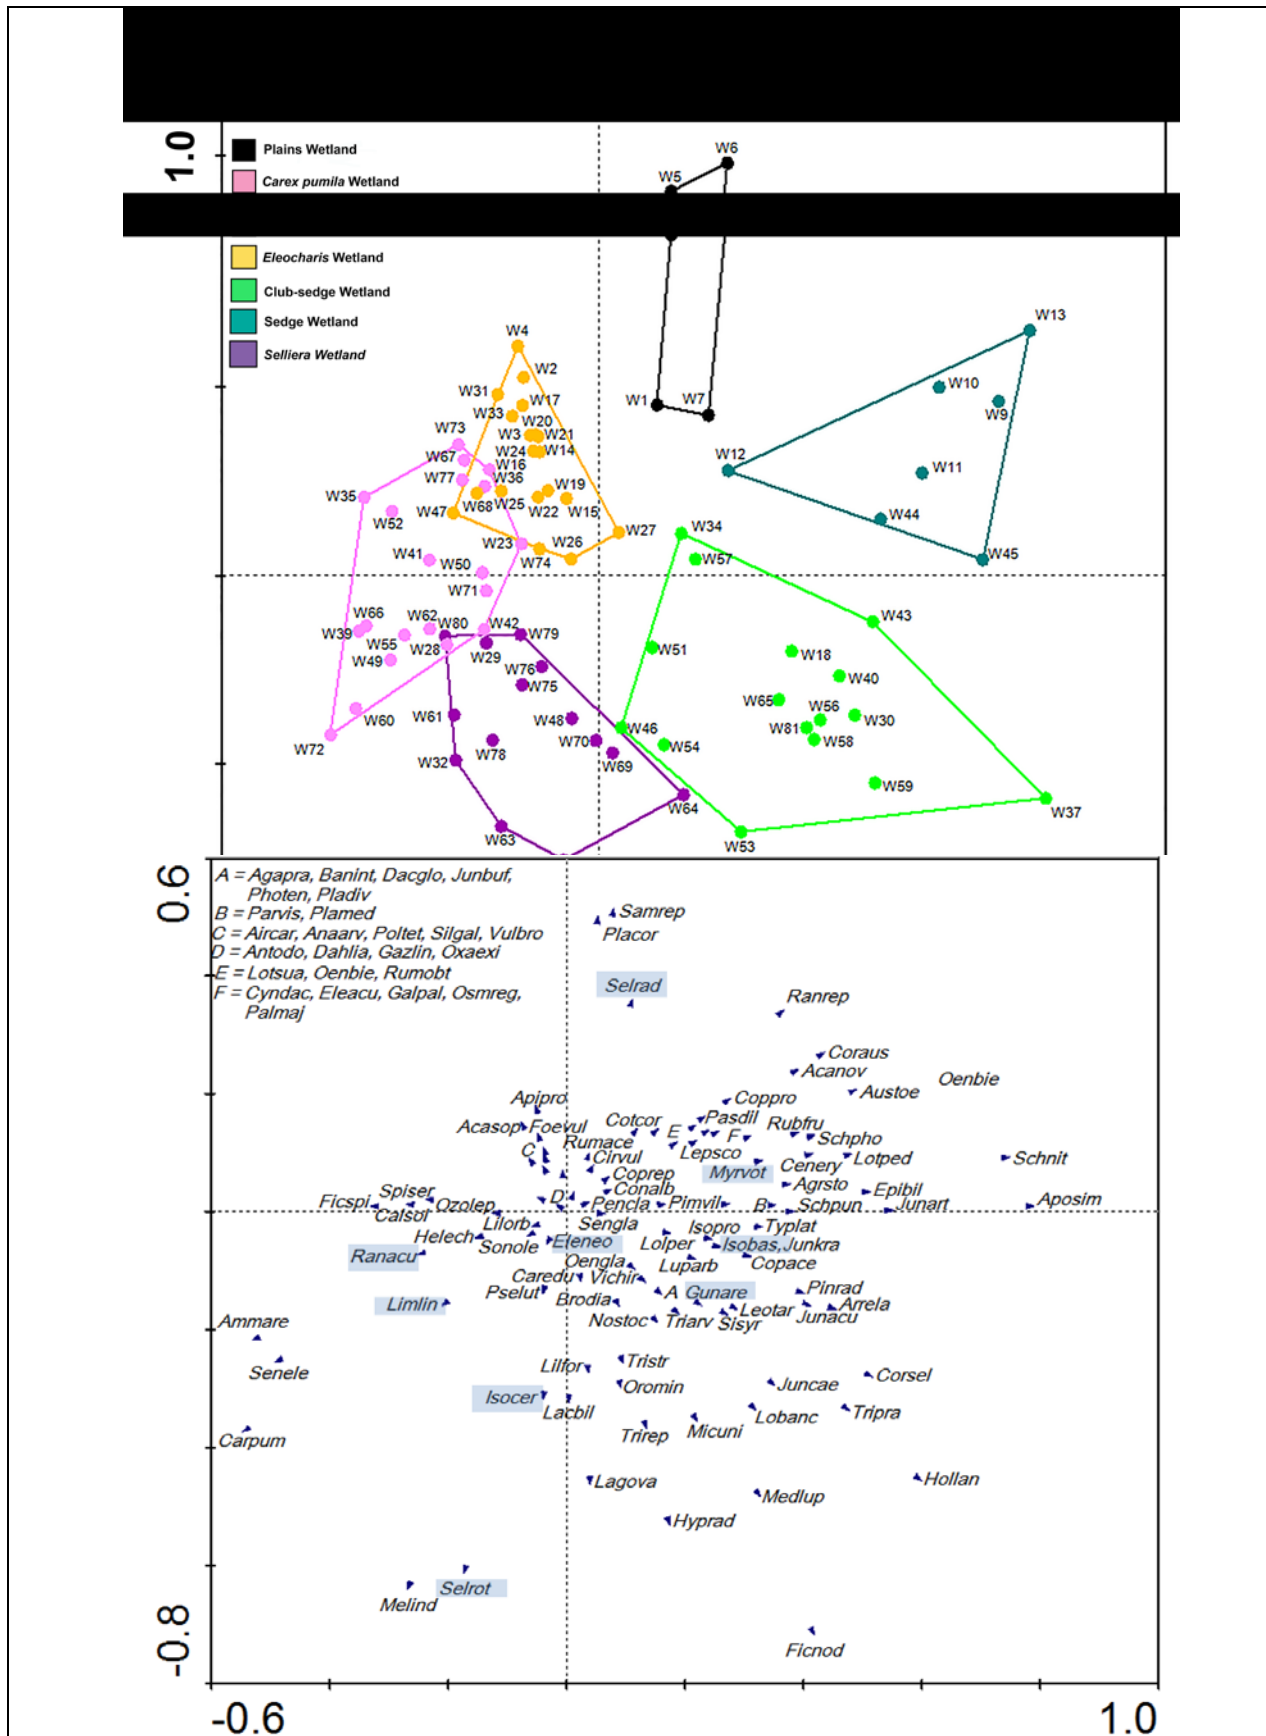 1.0
Plains Wetland
Carex pumila Wetland
Eleocharis Wetland
Club-sedge Wetland
Sedge Wetland
Selliera Wetland
W6
W5
W13
W4
W2
W10
W31
W17
W9
W1
W7
W33
W20
W73
W3
W21
W12
W67
W24
W14
W16
W11
W77
W36
W35
W19
W68
W25
W22
W15
W47
W44
W52
W27
W34
W23
W26
W41
W74
W57
W45
W50
W71
W43
W66
W62
W80
W42
W79
W39
W55
W28
W29
W51
W18
W49
W76
W40
W75
W65
W60
W61
W48
W46
W56
W30
W81
W72
W78
W70
W54
W58
W32
W69
W59
W64
W37
W63
W53
0.6
A = Agapra, Banint, Dacglo, Junbuf,
Photen, Pladiv
B = Parvis, Plamed
C = Aircar, Anaarv, Poltet, Silgal, Vulbro
D = Antodo, Dahlia, Gazlin, Oxaexi
E = Lotsua, Oenbie, Rumobt
F = Cyndac, Eleacu, Galpal, Osmreg,
Palmaj
Samrep
Placor
Selrad
Ranrep
Coraus
Acanov
Oenbie
Austoe
Apipro
Coppro
Acasop
Foevul
Cotcor
Pasdil
Rubfru
E
F
Schpho
Rumace
Lepsco
C
Cirvul
Cenery
Lotped
Schnit
Coprep
Myrvot
Agrsto
Spiser
Conalb
Epibil
Ficspi
Ozolep
D
Pencla
Pimvil
B
Schpun
Junart
Aposim
Calsol
Lilorb
Sengla
Isopro
Typlat
Helech
Sonole
Eleneo
Lolper
Isobas,Junkra
Ranacu
Oengla
Luparb
Copace
Caredu
Vichir
Pselut
A
Gunare
Pinrad
Limlin
Brodia
Leotar
Arrela
Ammare
Nostoc
Triarv
Sisyr
Junacu
Senele
Lilfor
Tristr
Corsel
Isocer
Oromin
Juncae
Lacbil
Lobanc
Tripra
Carpum
Trirep
Micuni
Lagova
Hollan
Medlup
Hyprad
Selrot
Melind
Ficnod
-0.8
-0.6
1.0